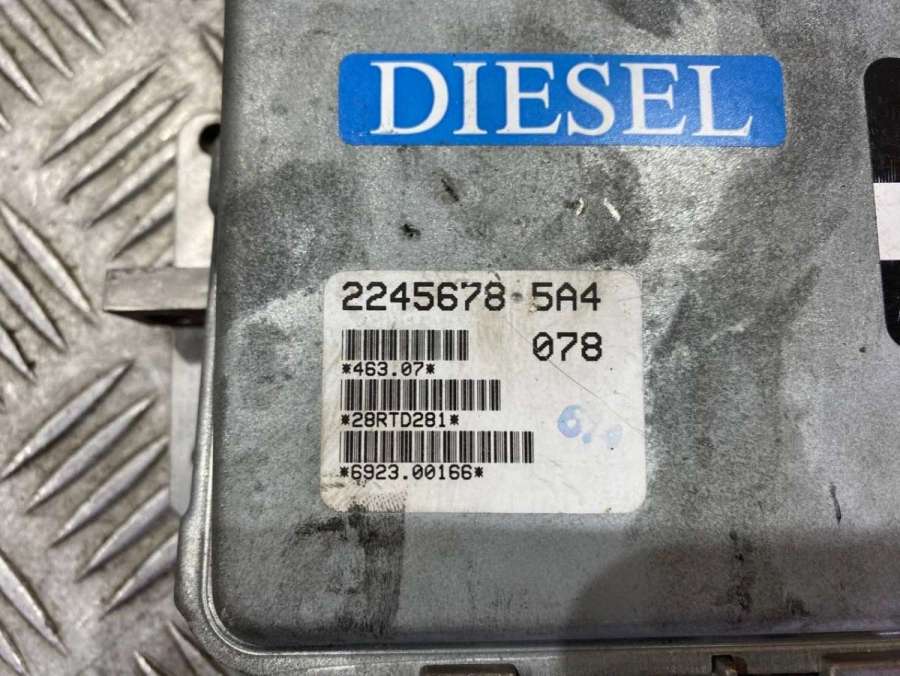 DIESEL
2245678 5A4
078
*463.07*
*28RTD281*
*6923.00166*